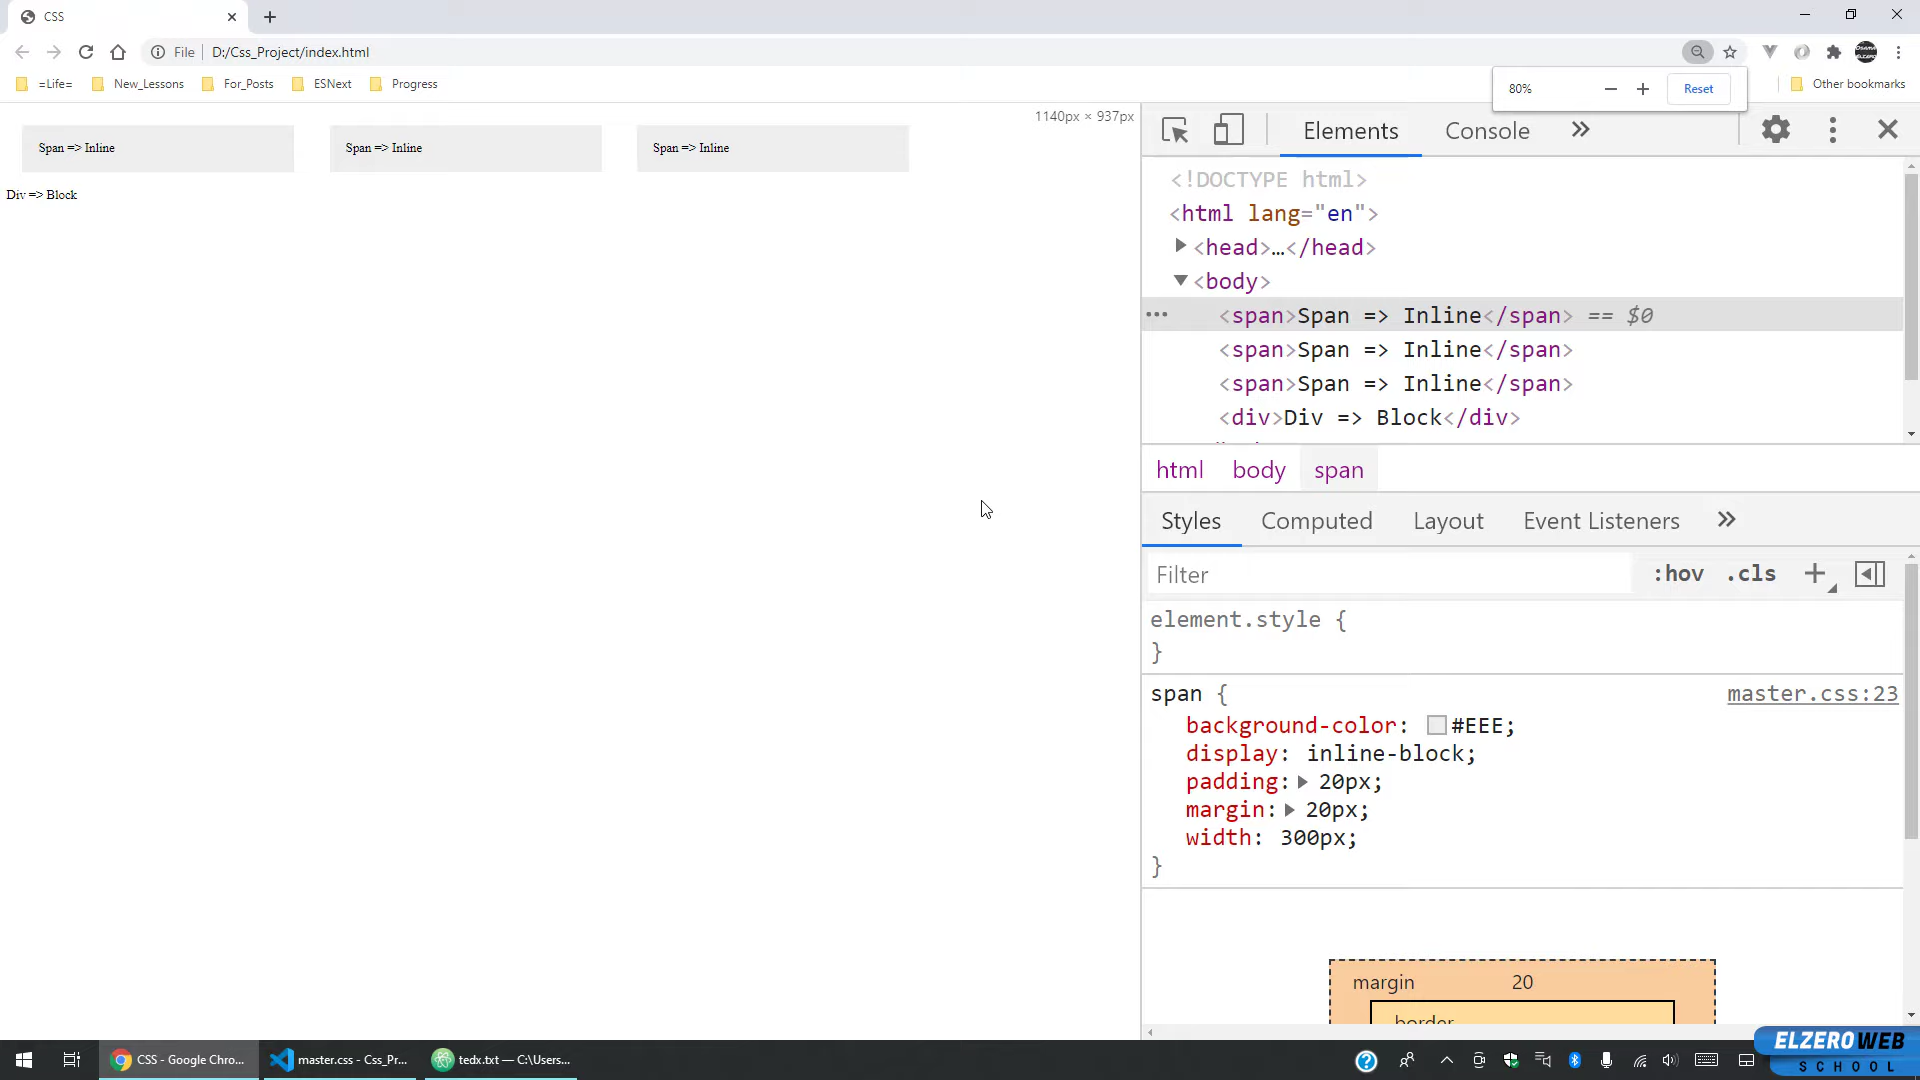 CSS
File
D:/Css_Project/index.html
=Life=
New_Lessons
For_Posts
ESNext
Progress
Other bookmarks
80%
Reset
1140px × 937px
Span => Inline
Span => Inline
Span => Inline
Div => Block
Elements
Console
<!DOCTYPE html>
<html lang="en">
<head>…</head>
<body>
<span>Span => Inline</span> == $0
<span>Span => Inline</span>
<span>Span => Inline</span>
<div>Div => Block</div>
html
body
span
Styles
Computed
Layout
Event Listeners
Filter
:hov
.cls
element.style {
}
span {
master.css:23
background-color: #EEE;
display: inline-block;
padding: 20px;
margin: 20px;
width: 300px;
}
margin
20
border
CSS - Google Chro...
master.css - Css_Pr...
tedx.txt — C:\Users...
ELZEROWEB
SCHOOL